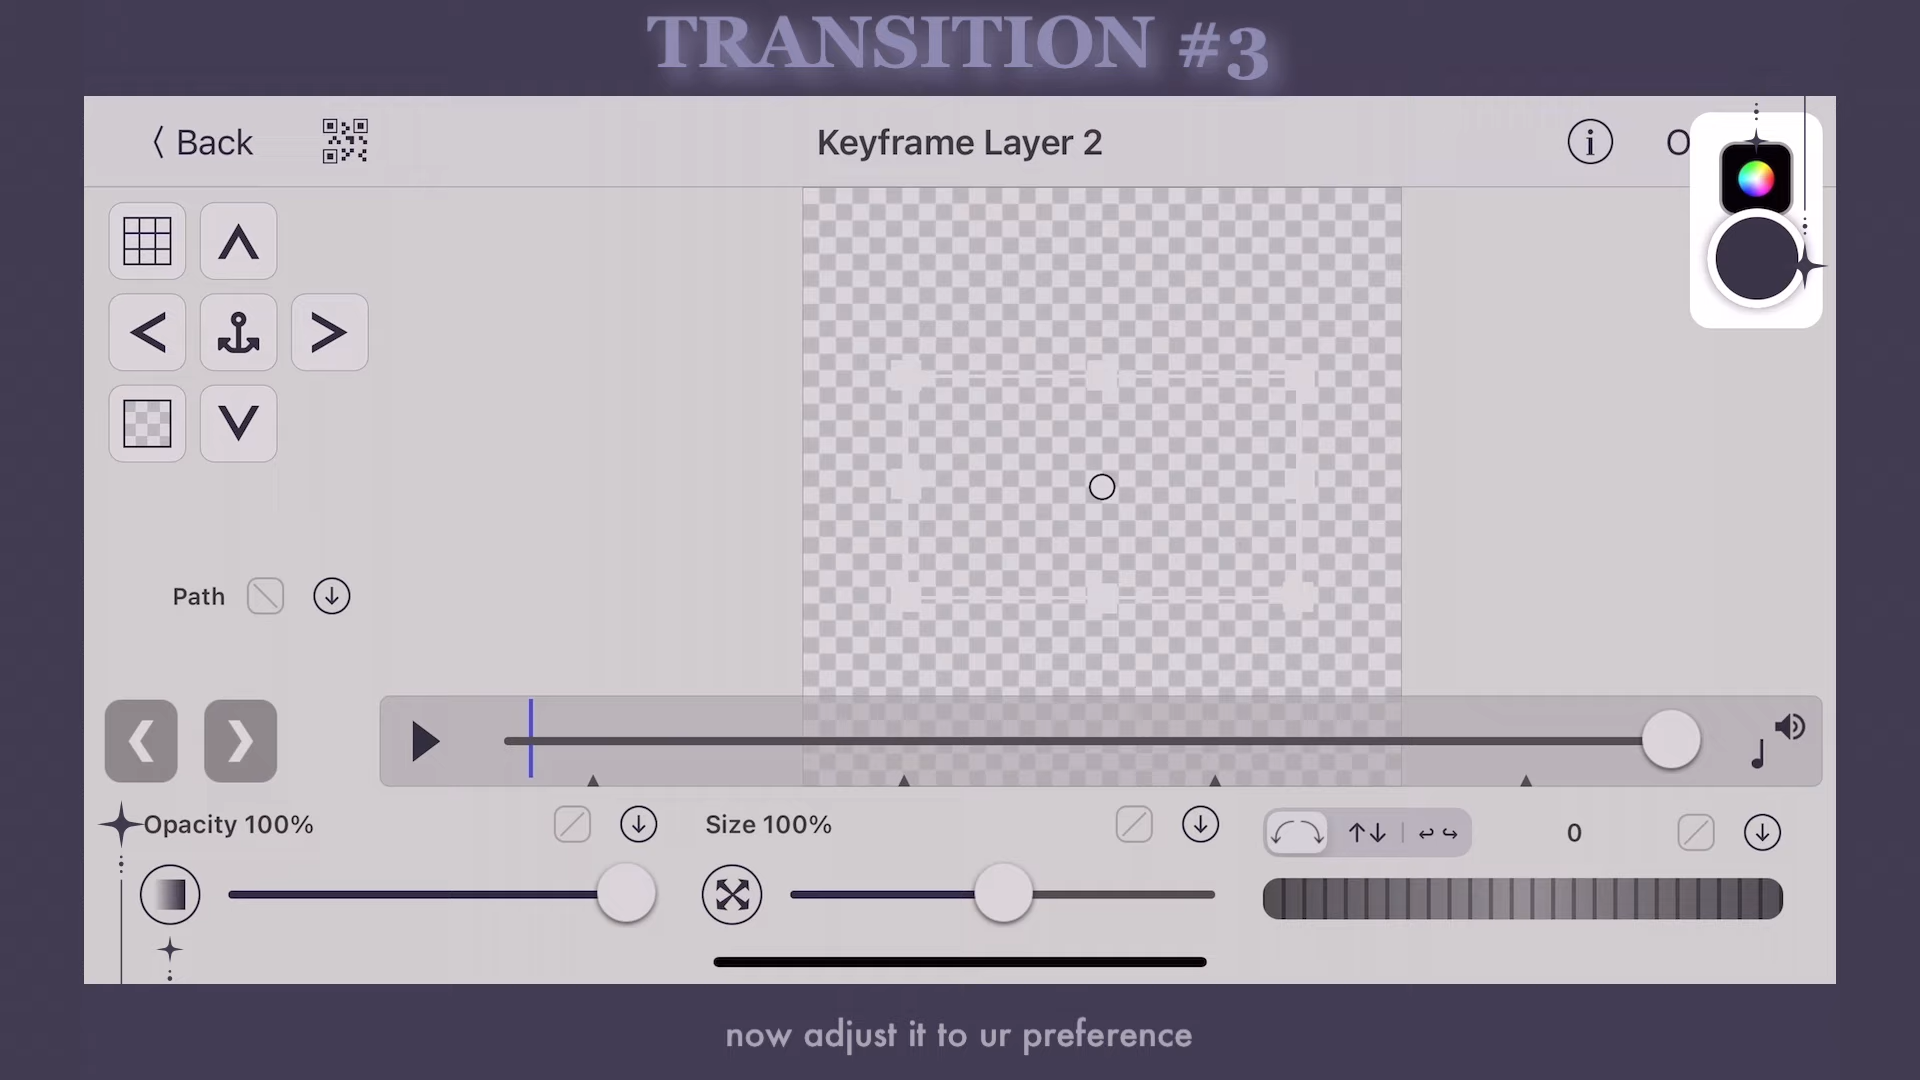 TRANSITION #3
Back
Keyframe Layer 2
Path
Opacity 100%
Size 100%
0
now adjust it to ur preference